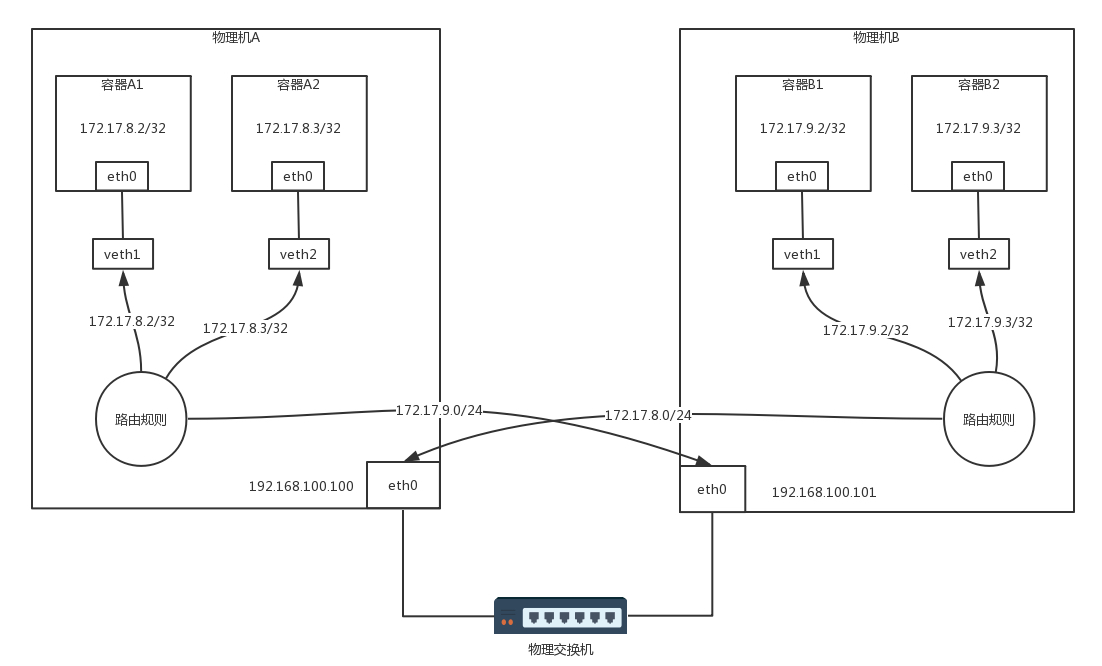 物理机A
物理机B
容器A1
容器A2
容器B1
容器B2
172.17.8.2/32
172.17.8.3/32
172.17.9.2/32
172.17.9.3/32
eth0
eth0
eth0
eth0
veth1
veth2
veth1
veth2
172.17.8.2/32
172.17.8.3/32
172.17.9.2/32
172.17.9.3/32
路由规则
172.17.9.0/24
172.17.8.0/24
路由规则
192.168.100.100
eth0
eth0
192.168.100.101
物理交换机